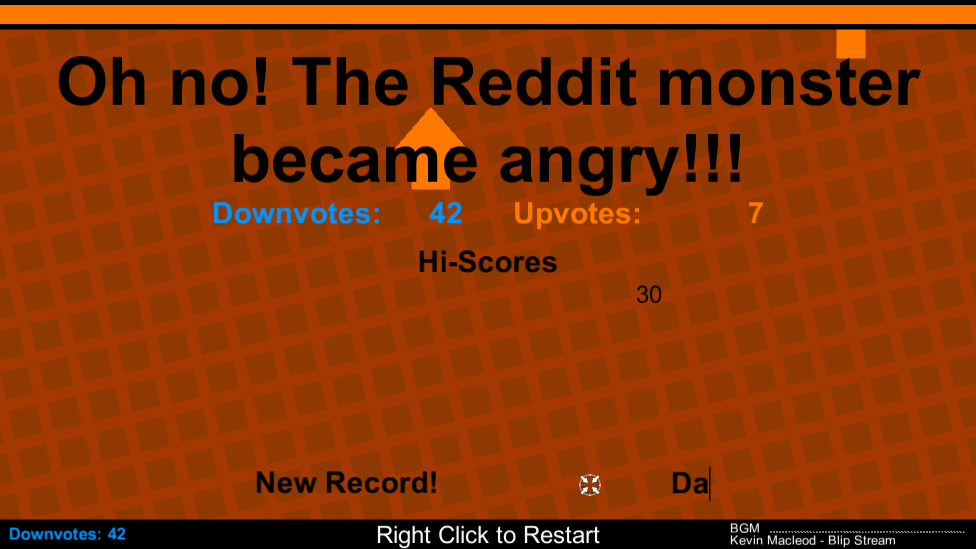 Oh no! The Reddit monster
became angry!!!
Downvotes: 42 Upvotes: 7
Hi-Scores
30
New Record! Da
Downvotes: 42 Right Click to Restart BGM
Kevin Macleod - Blip Stream